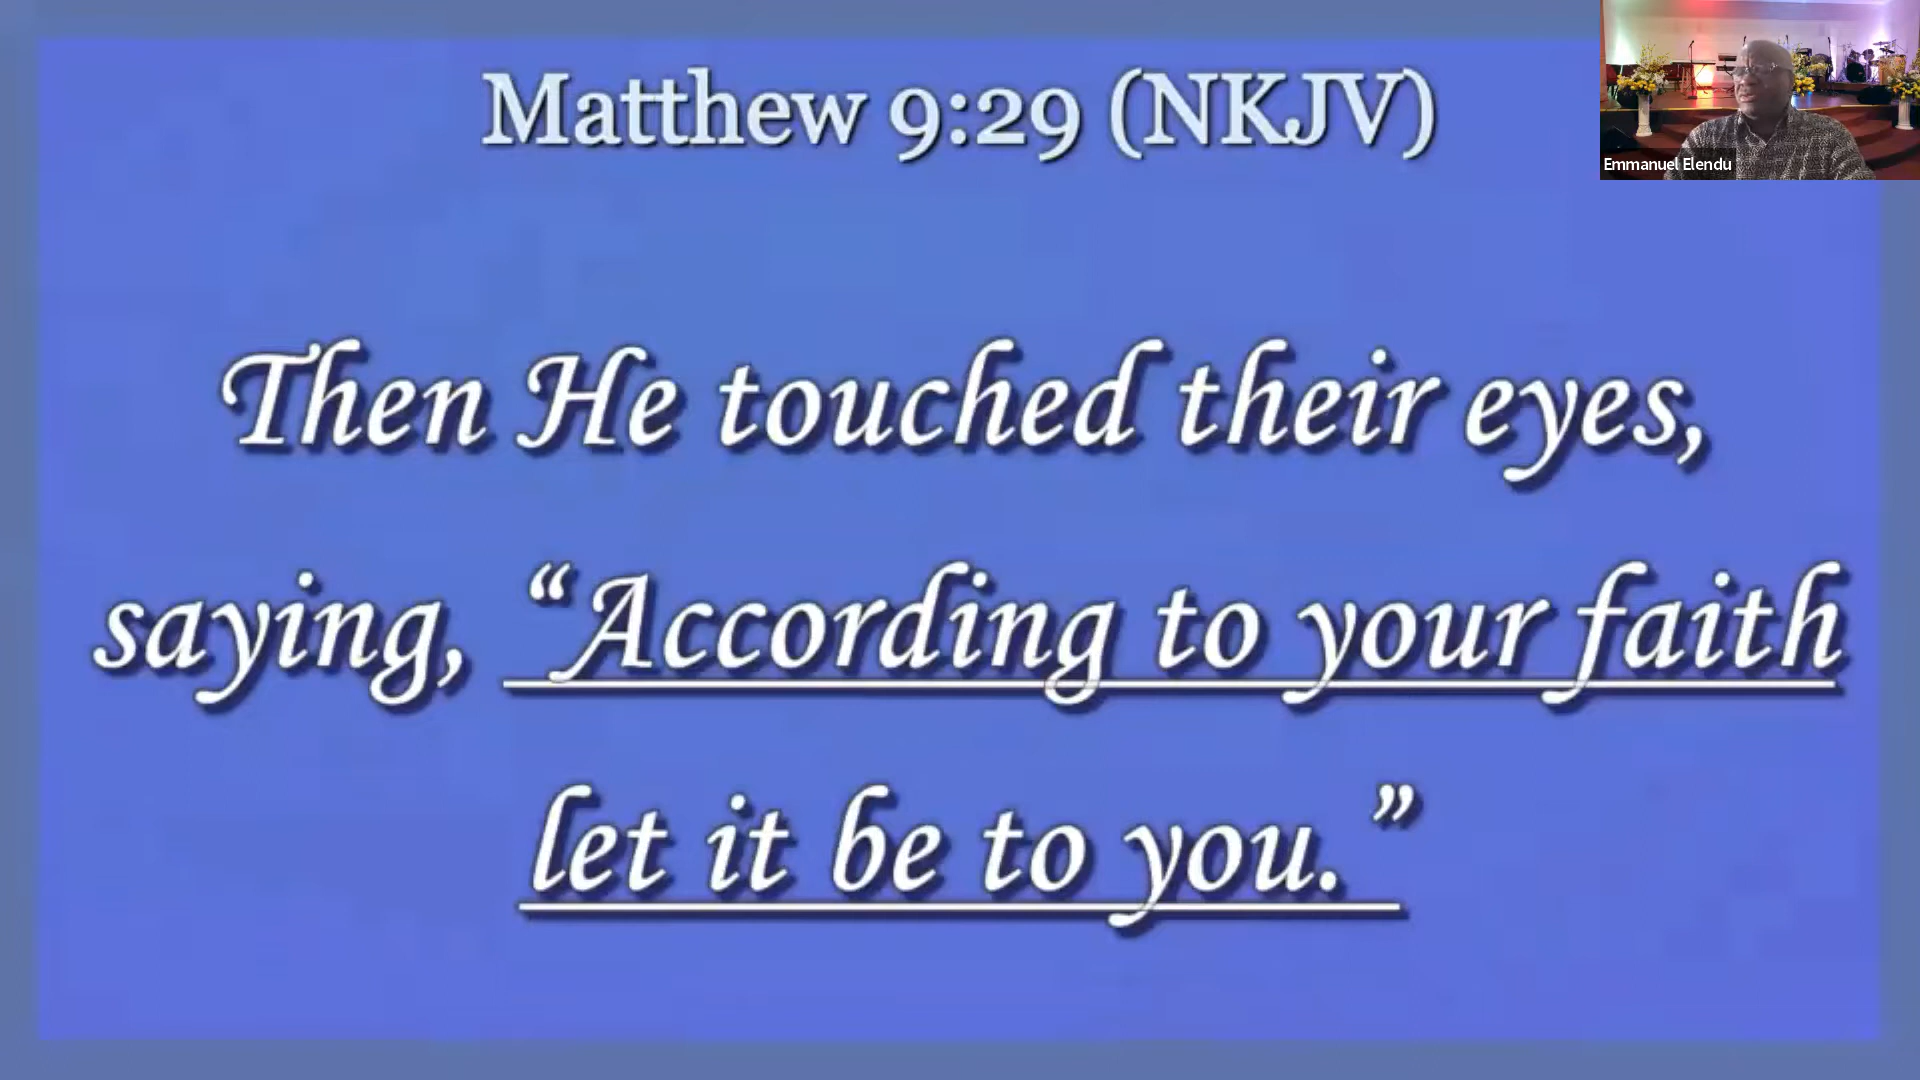 Matthew 9:29 (NKJV)
Emmanuel Elendu
Then He touched their eyes,
saying, “According to your faith
let it be to you.”